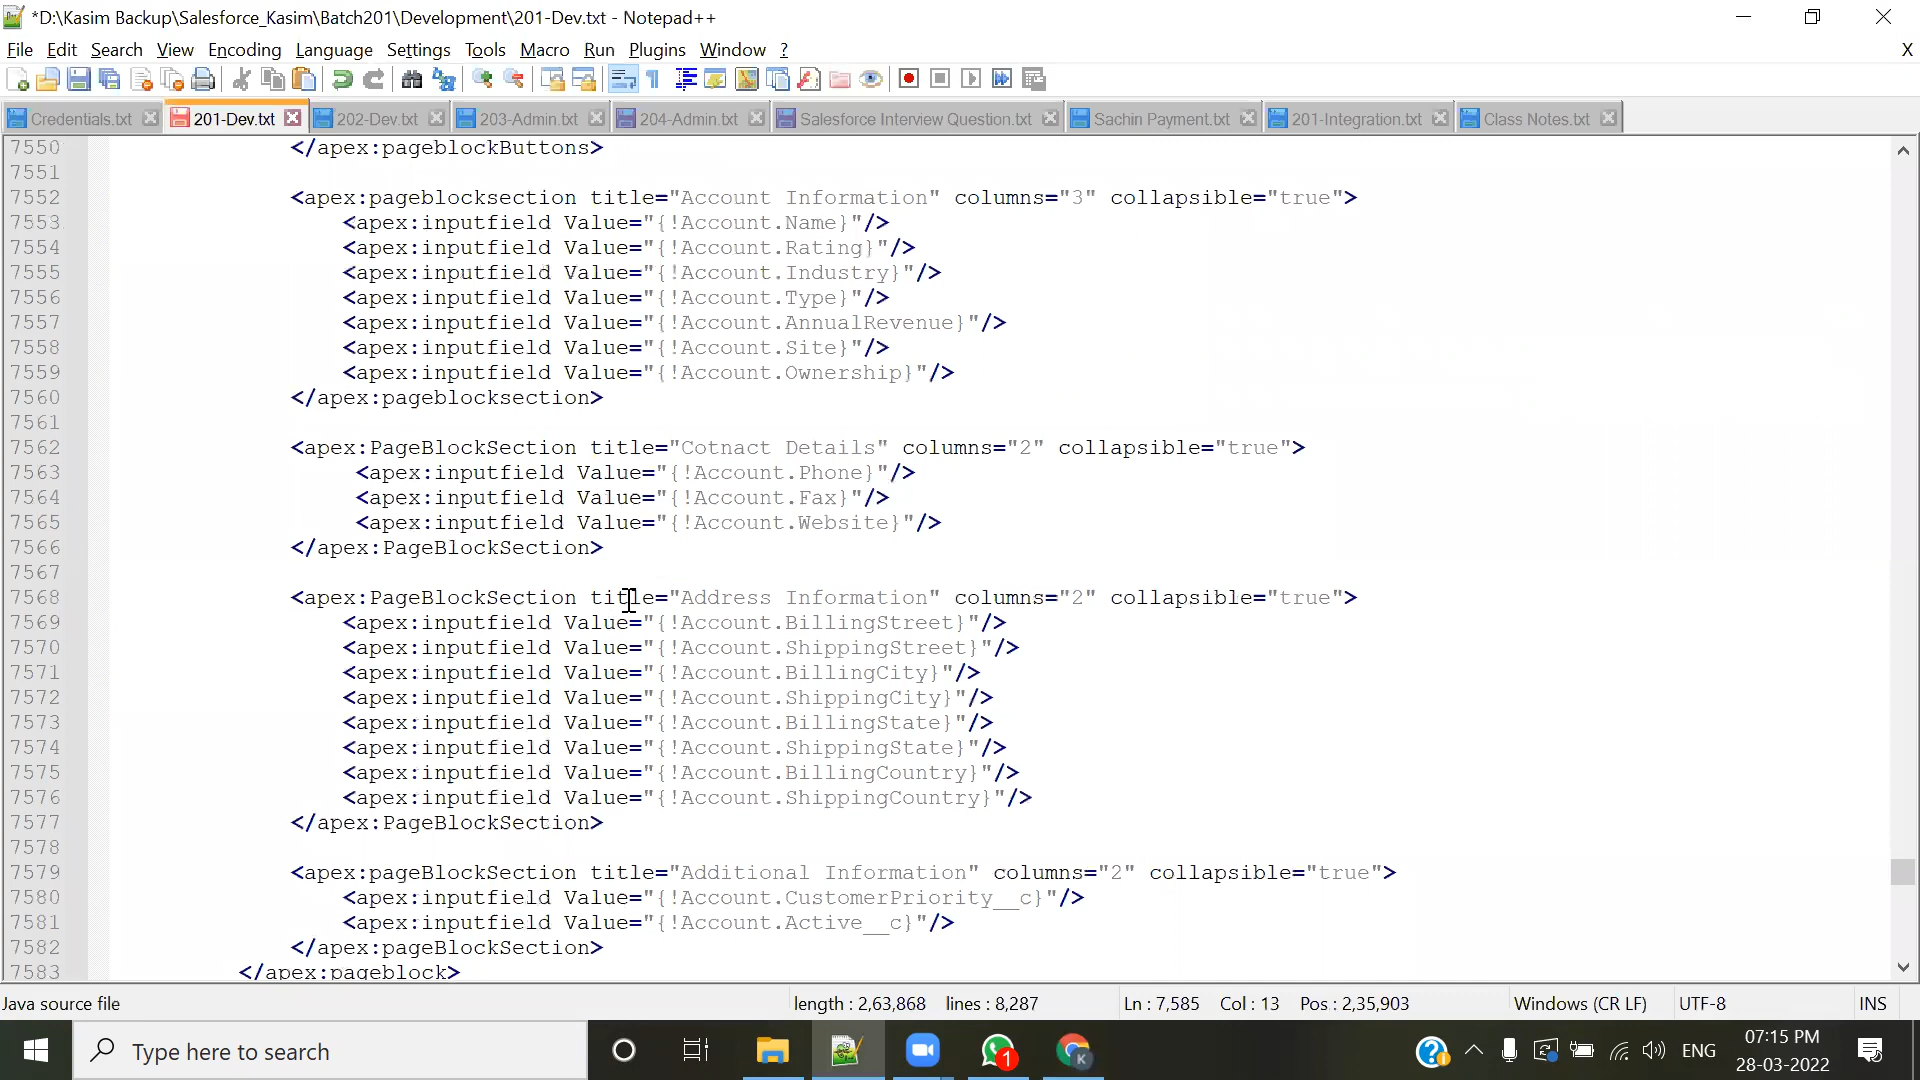 *D:\Kasim Backup\Salesforce_Kasim\Batch201\Development\201-Dev.txt - Notepad++
File Edit Search View Encoding Language Settings Tools Macro Run Plugins Window ? X
Credentials.txt 201-Dev.txt 202-Dev.txt 203-Admin.txt 204-Admin.txt Salesforce Interview Question.txt Sachin Payment.txt 201-Integration.txt Class Notes.txt
7550 </apex:pageblockButtons>
7551
7552 <apex:pageblocksection title="Account Information" columns="3" collapsible="true">
7553 <apex:inputfield Value="{!Account.Name}"/>
7554 <apex:inputfield Value="{!Account.Rating}"/>
7555 <apex:inputfield Value="{!Account.Industry}"/>
7556 <apex:inputfield Value="{!Account.Type}"/>
7557 <apex:inputfield Value="{!Account.AnnualRevenue}"/>
7558 <apex:inputfield Value="{!Account.Site}"/>
7559 <apex:inputfield Value="{!Account.Ownership}"/>
7560 </apex:pageblocksection>
7561
7562 <apex:PageBlockSection title="Cotnact Details" columns="2" collapsible="true">
7563 <apex:inputfield Value="{!Account.Phone}"/>
7564 <apex:inputfield Value="{!Account.Fax}"/>
7565 <apex:inputfield Value="{!Account.Website}"/>
7566 </apex:PageBlockSection>
7567
7568 <apex:PageBlockSection title="Address Information" columns="2" collapsible="true">
7569 <apex:inputfield Value="{!Account.BillingStreet}"/>
7570 <apex:inputfield Value="{!Account.ShippingStreet}"/>
7571 <apex:inputfield Value="{!Account.BillingCity}"/>
7572 <apex:inputfield Value="{!Account.ShippingCity}"/>
7573 <apex:inputfield Value="{!Account.BillingState}"/>
7574 <apex:inputfield Value="{!Account.ShippingState}"/>
7575 <apex:inputfield Value="{!Account.BillingCountry}"/>
7576 <apex:inputfield Value="{!Account.ShippingCountry}"/>
7577 </apex:PageBlockSection>
7578
7579 <apex:pageBlockSection title="Additional Information" columns="2" collapsible="true">
7580 <apex:inputfield Value="{!Account.CustomerPriority__c}"/>
7581 <apex:inputfield Value="{!Account.Active__c}"/>
7582 </apex:pageBlockSection>
7583 </apex:pageblock>
Java source file length : 2,63,868 lines : 8,287 Ln : 7,585 Col : 13 Pos : 2,35,903 Windows (CR LF) UTF-8 INS
Type here to search 1 K ENG 07:15 PM
28-03-2022